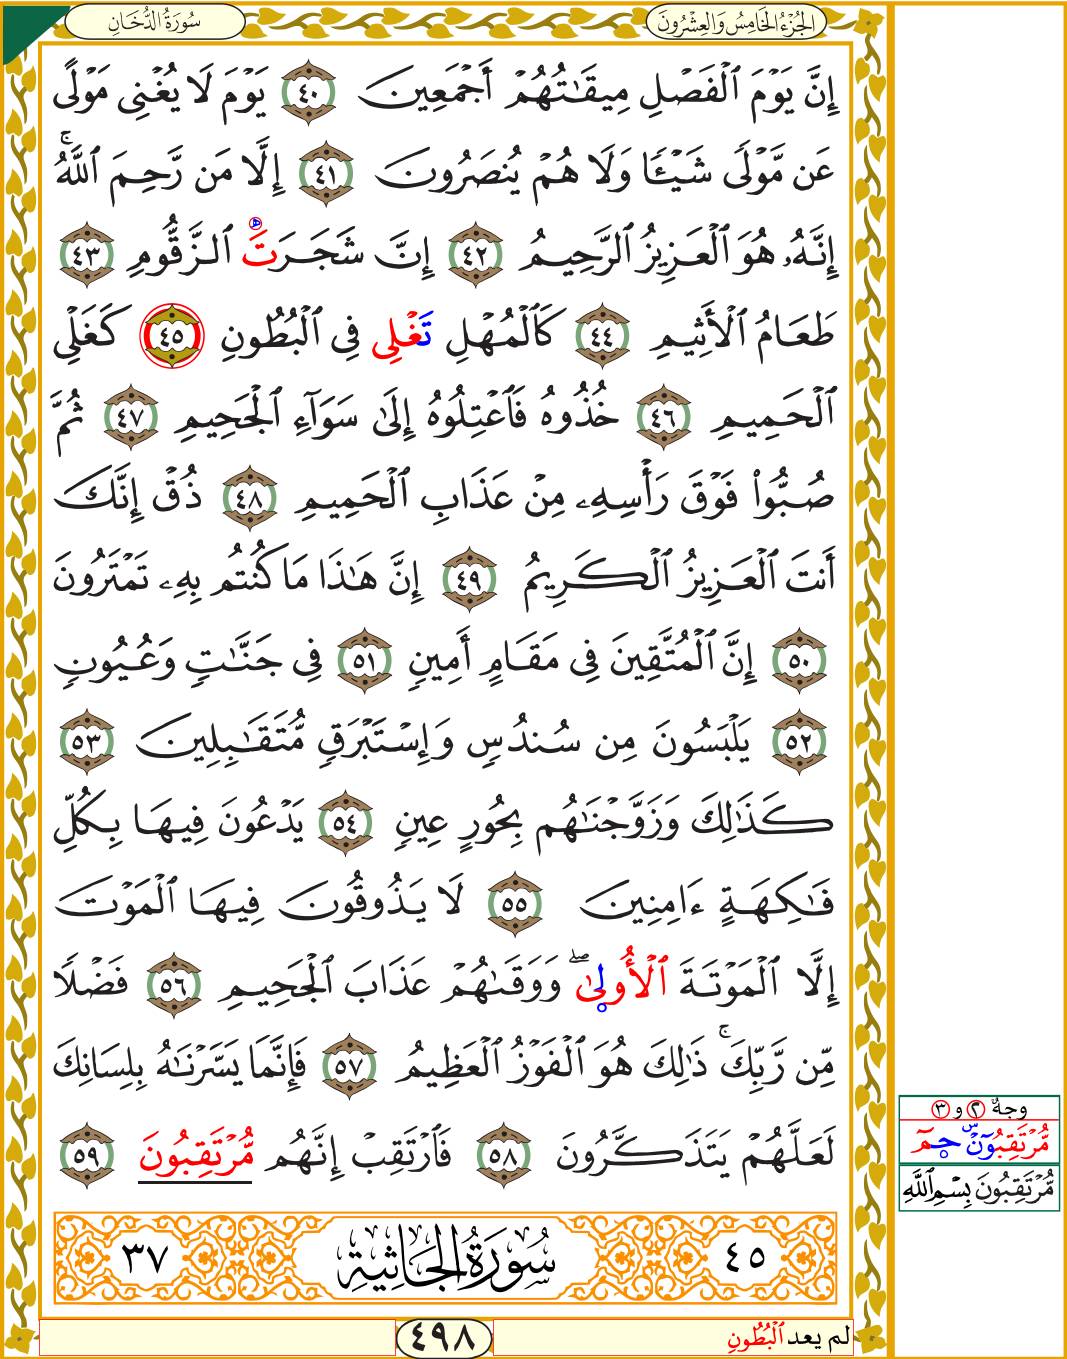 سُورَةُ الدُّخَانِ
الجُزْءُ الخَامِسُ وَالعِشْرُونَ
إِنَّ يَوْمَ ٱلْفَصْلِ مِيقَٰتُهُمْ أَجْمَعِينَ ٤٠ يَوْمَ لَا يُغْنِى مَوْلًى
عَن مَّوْلًى شَيْـًٔا وَلَا هُمْ يُنصَرُونَ ٤١ إِلَّا مَن رَّحِمَ ٱللَّهُ ۚ
إِنَّهُۥ هُوَ ٱلْعَزِيزُ ٱلرَّحِيمُ ٤٢ إِنَّ شَجَرَتَ ٱلزَّقُّومِ ٤٣
طَعَامُ ٱلْأَثِيمِ ٤٤ كَٱلْمُهْلِ تَغْلِى فِى ٱلْبُطُونِ ٤٥ كَغَلْىِ
ٱلْحَمِيمِ ٤٦ خُذُوهُ فَٱعْتِلُوهُ إِلَىٰ سَوَآءِ ٱلْجَحِيمِ ٤٧ ثُمَّ
صُبُّوا۟ فَوْقَ رَأْسِهِۦ مِنْ عَذَابِ ٱلْحَمِيمِ ٤٨ ذُقْ إِنَّكَ
أَنتَ ٱلْعَزِيزُ ٱلْكَرِيمُ ٤٩ إِنَّ هَٰذَا مَا كُنتُم بِهِۦ تَمْتَرُونَ
٥٠ إِنَّ ٱلْمُتَّقِينَ فِى مَقَامٍ أَمِينٍ ٥١ فِى جَنَّٰتٍ وَعُيُونٍ
٥٢ يَلْبَسُونَ مِن سُندُسٍ وَإِسْتَبْرَقٍ مُّتَقَٰبِلِينَ ٥٣
كَذَٰلِكَ وَزَوَّجْنَٰهُم بِحُورٍ عِينٍ ٥٤ يَدْعُونَ فِيهَا بِكُلِّ
فَٰكِهَةٍ ءَامِنِينَ ٥٥ لَا يَذُوقُونَ فِيهَا ٱلْمَوْتَ
إِلَّا ٱلْمَوْتَةَ ٱلْأُولَىٰ ۖ وَوَقَىٰهُمْ عَذَابَ ٱلْجَحِيمِ ٥٦ فَضْلًا
مِّن رَّبِّكَ ۚ ذَٰلِكَ هُوَ ٱلْفَوْزُ ٱلْعَظِيمُ ٥٧ فَإِنَّمَا يَسَّرْنَٰهُ بِلِسَانِكَ
لَعَلَّهُمْ يَتَذَكَّرُونَ ٥٨ فَٱرْتَقِبْ إِنَّهُم مُّرْتَقِبُونَ ٥٩
وجهٌ ٢ و ٣
مُّرْتَقِبُونَ حمٓ
مُّرْتَقِبُونَ بِسْمِ ٱللَّهِ
٤٥ سُورَةُ الجَاثِيَةِ ٣٧
لم يعد ٱلْبُطُونِ
٤٩٨